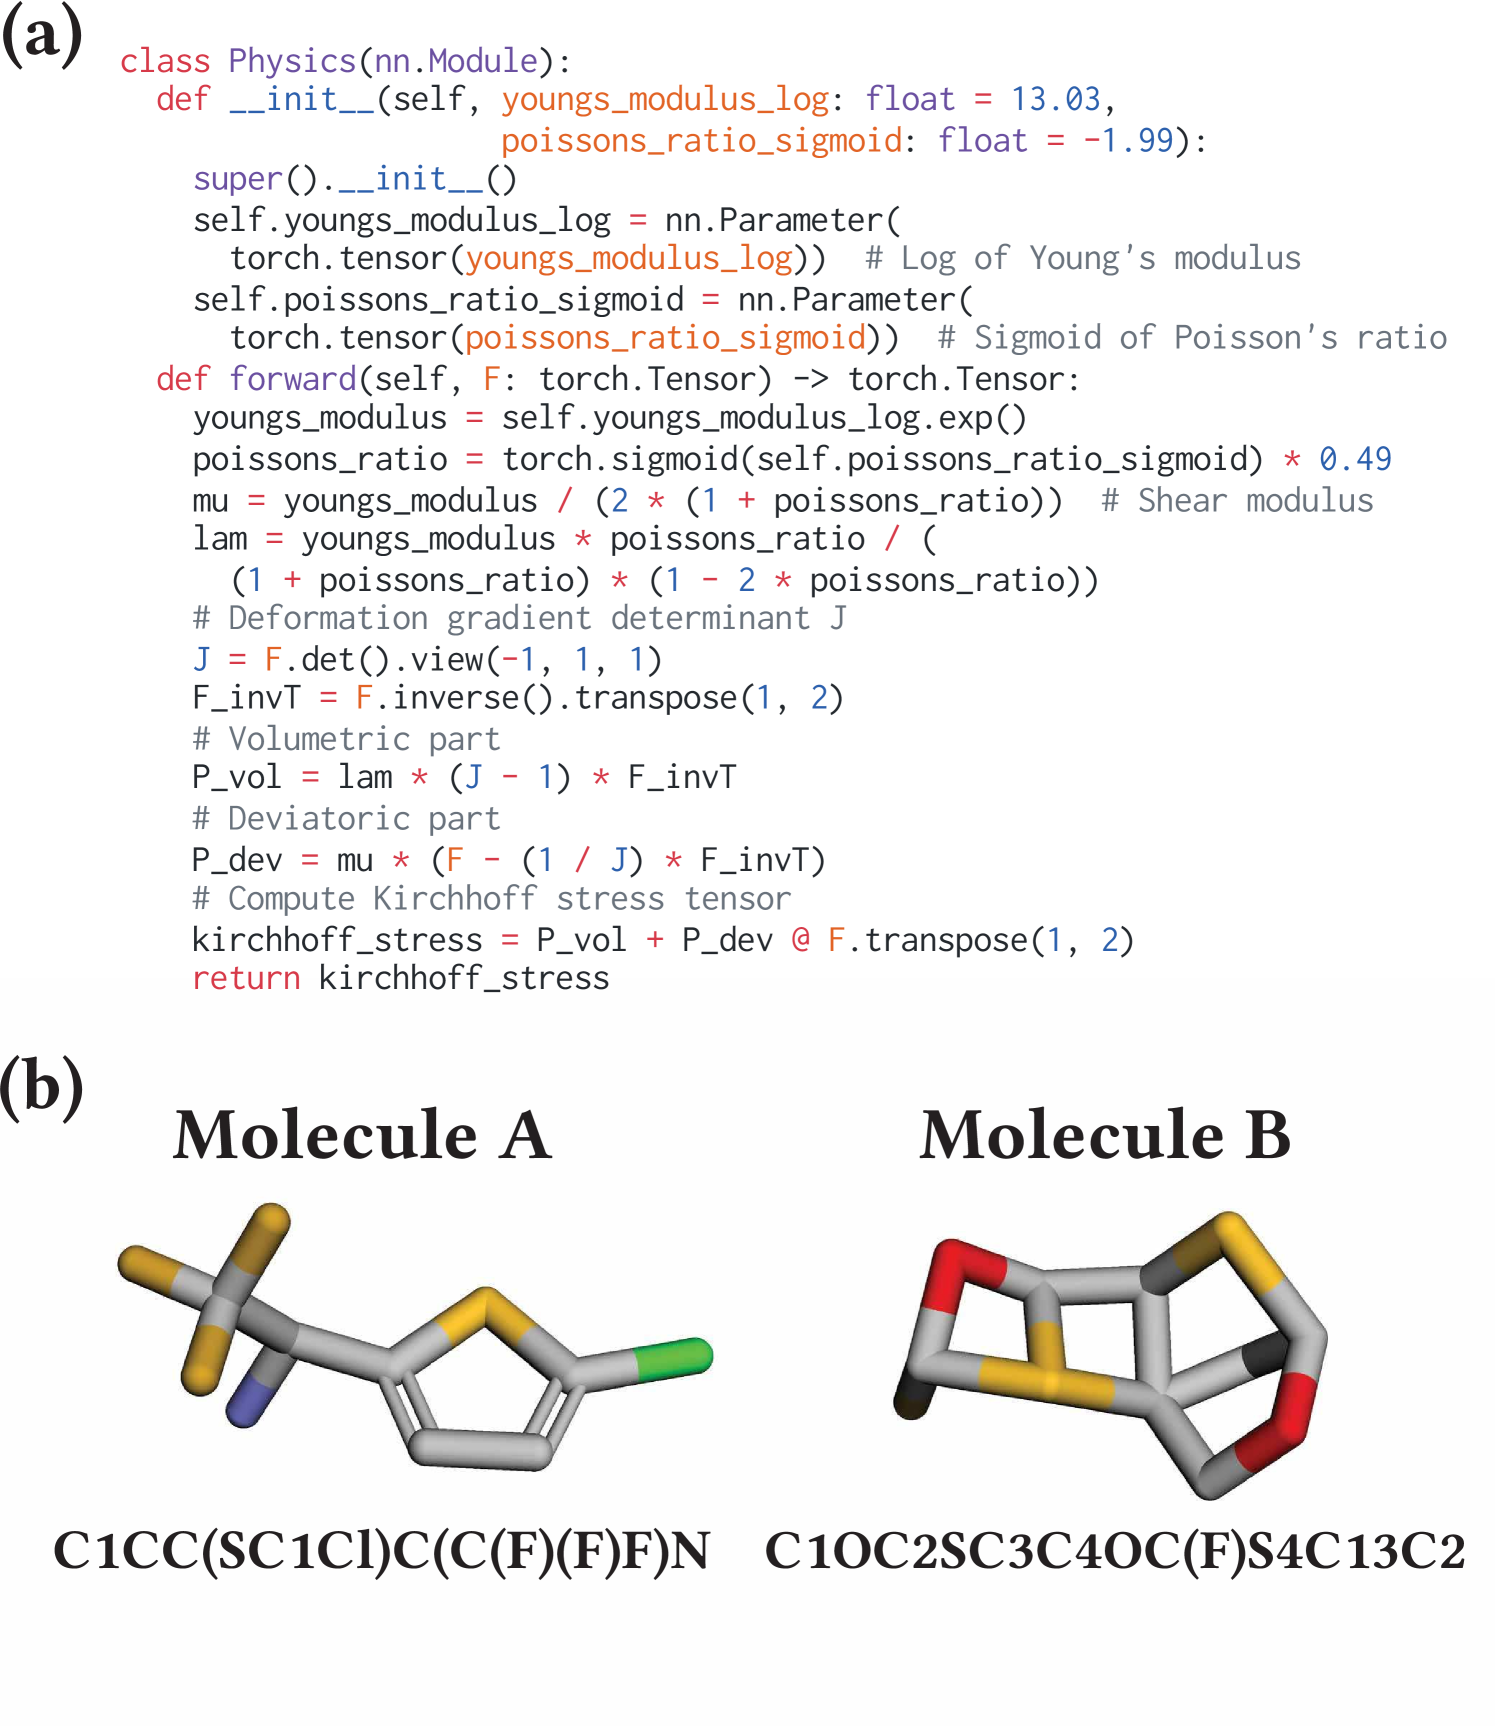 (a)
class Physics(nn.Module):
def __init__(self, youngs_modulus_log: float = 13.03,
poissons_ratio_sigmoid: float = -1.99):
super().__init__()
self.youngs_modulus_log = nn.Parameter(
torch.tensor(youngs_modulus_log)) # Log of Young's modulus
self.poissons_ratio_sigmoid = nn.Parameter(
torch.tensor(poissons_ratio_sigmoid)) # Sigmoid of Poisson's ratio
def forward(self, F: torch.Tensor) -> torch.Tensor:
youngs_modulus = self.youngs_modulus_log.exp()
poissons_ratio = torch.sigmoid(self.poissons_ratio_sigmoid) * 0.49
mu = youngs_modulus / (2 * (1 + poissons_ratio)) # Shear modulus
lam = youngs_modulus * poissons_ratio / (
(1 + poissons_ratio) * (1 - 2 * poissons_ratio))
# Deformation gradient determinant J
J = F.det().view(-1, 1, 1)
F_invT = F.inverse().transpose(1, 2)
# Volumetric part
P_vol = lam * (J - 1) * F_invT
# Deviatoric part
P_dev = mu * (F - (1 / J) * F_invT)
# Compute Kirchhoff stress tensor
kirchhoff_stress = P_vol + P_dev @ F.transpose(1, 2)
return kirchhoff_stress
(b)
Molecule A
Molecule B
C1CC(SC1Cl)C(C(F)(F)F)N
C1OC2SC3C4OC(F)S4C13C2